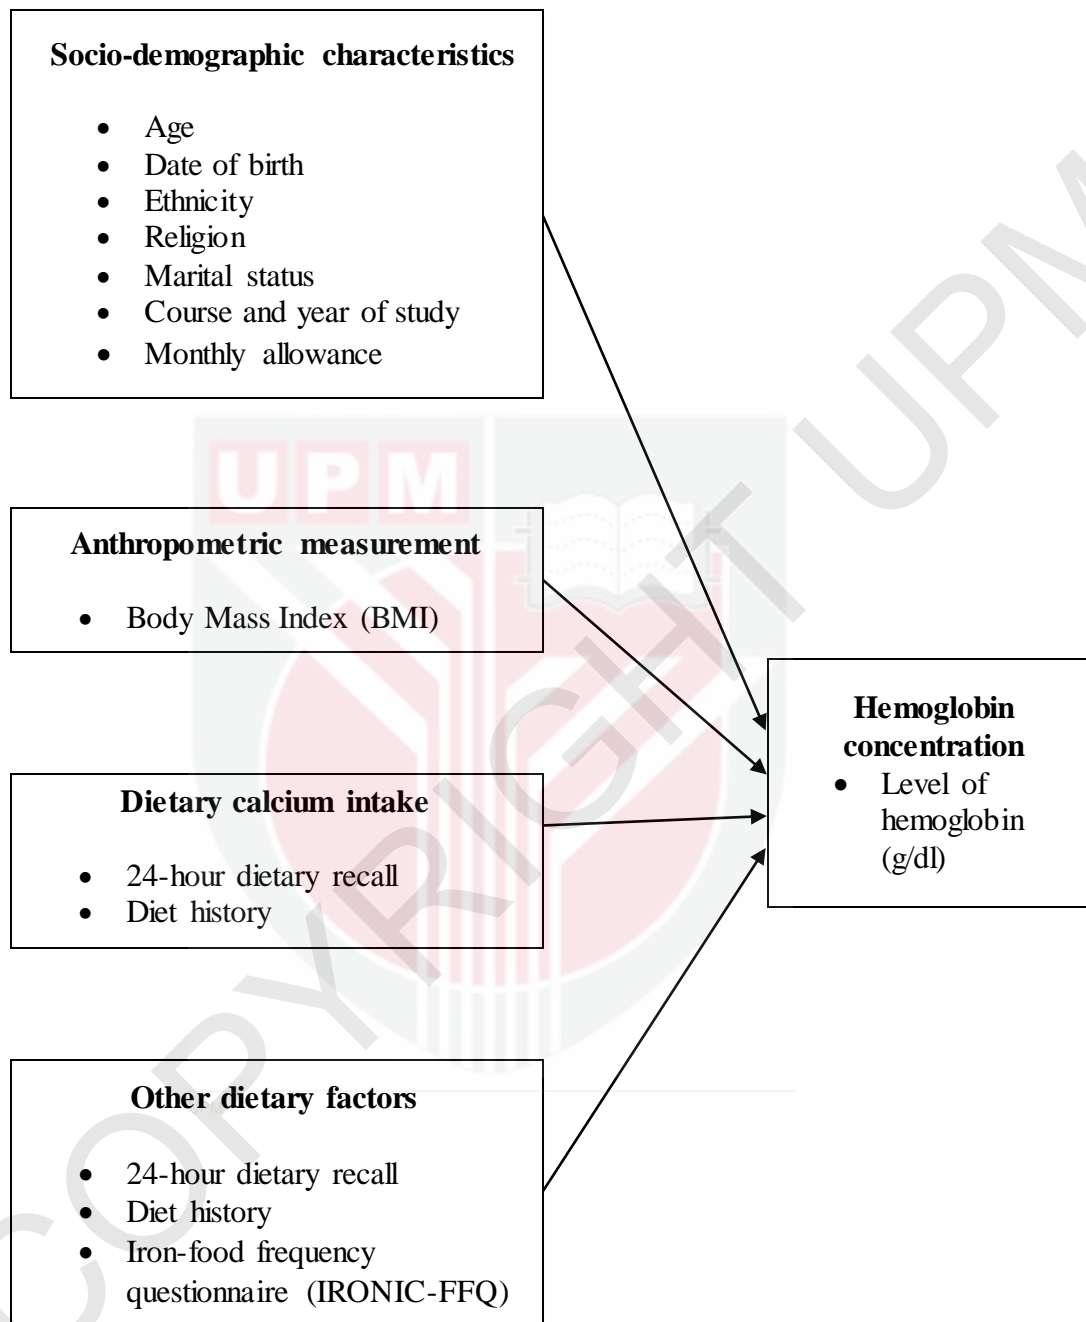 Socio-demographic characteristics
• Age
• Date of birth
• Ethnicity
• Religion
• Marital status
• Course and year of study
• Monthly allowance
UPM
Anthropometric measurement
• Body Mass Index (BMI)
Dietary calcium intake
• 24-hour dietary recall
• Diet history
Other dietary factors
• 24-hour dietary recall
• Diet history
• Iron-food frequency
questionnaire (IRONIC-FFQ)
Hemoglobin
concentration
• Level of
hemoglobin
(g/dl)
COPYRIGHT UPM